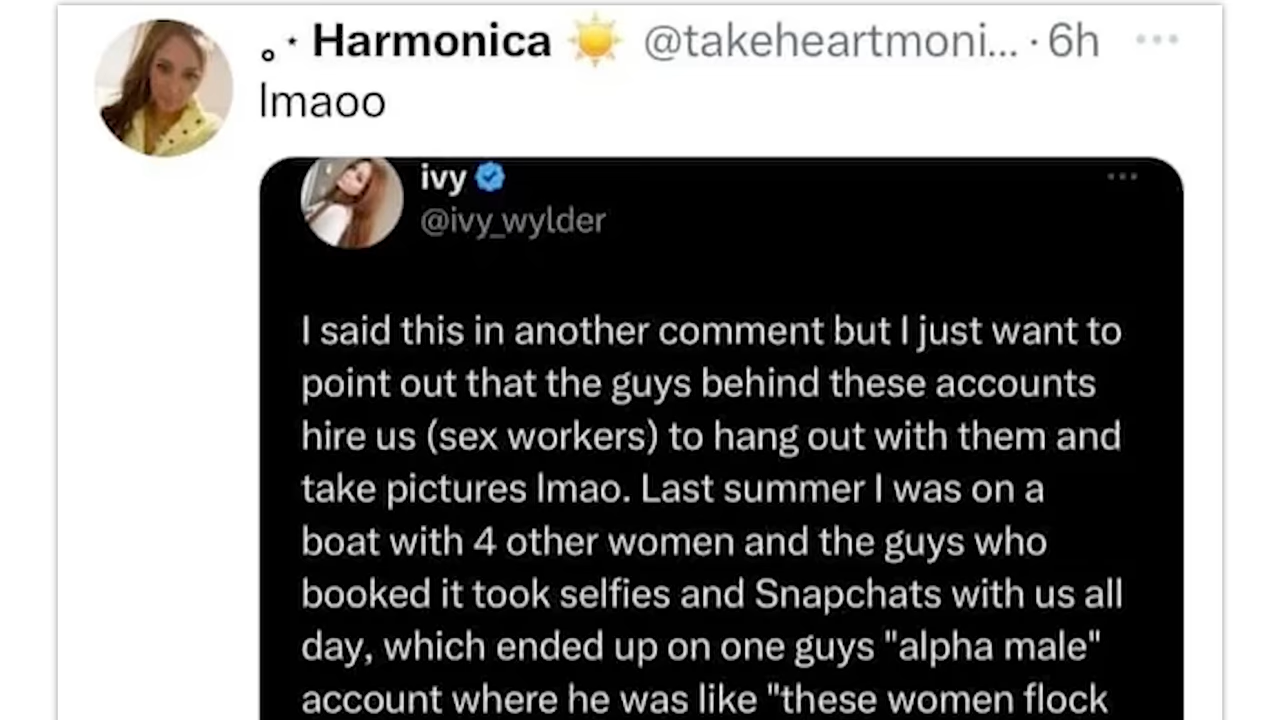 Harmonica ☀️ @takeheartmoni... · 6h
lmaoo
ivy
@ivy_wylder
I said this in another comment but I just want to
point out that the guys behind these accounts
hire us (sex workers) to hang out with them and
take pictures lmao. Last summer I was on a
boat with 4 other women and the guys who
booked it took selfies and Snapchats with us all
day, which ended up on one guys "alpha male"
account where he was like "these women flock